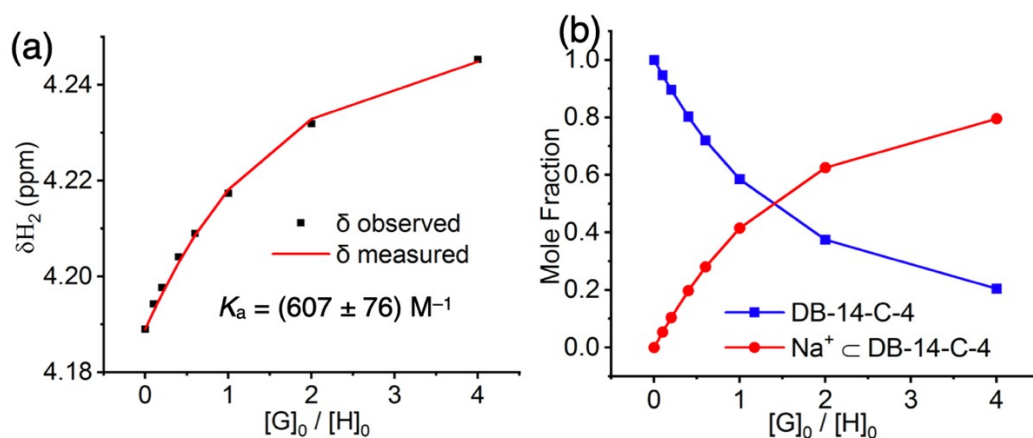 (a)
4.24
4.22
4.20
4.18
δH₂ (ppm)
δ observed
δ measured
Kₐ = (607 ± 76) M⁻¹
0 1 2 3 4
[G]₀ / [H]₀
(b)
1.0
0.8
0.6
0.4
0.2
0.0
Mole Fraction
DB-14-C-4
Na⁺ ⊂ DB-14-C-4
0 1 2 3 4
[G]₀ / [H]₀